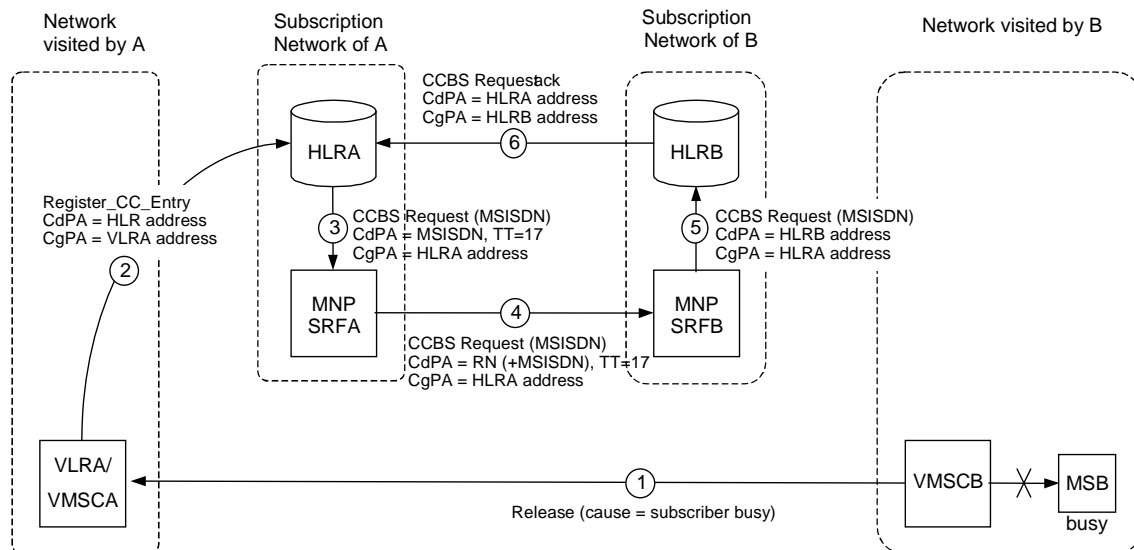 Network
visited by A
Subscription
Network of A
Subscription
Network of B
Network visited by B
CCBS Request ack
CdPA = HLRA address
CgPA = HLRB address
6
HLRA
HLRB
Register_CC_Entry
CdPA = HLR address
CgPA = VLRA address
2
3
CCBS Request (MSISDN)
CdPA = MSISDN, TT=17
CgPA = HLRA address
5
CCBS Request (MSISDN)
CdPA = HLRB address
CgPA = HLRA address
MNP
SRFA
4
MNP
SRFB
CCBS Request (MSISDN)
CdPA = RN (+MSISDN), TT=17
CgPA = HLRA address
VLRA/
VMSCA
1
Release (cause = subscriber busy)
VMSCB
MSB
busy